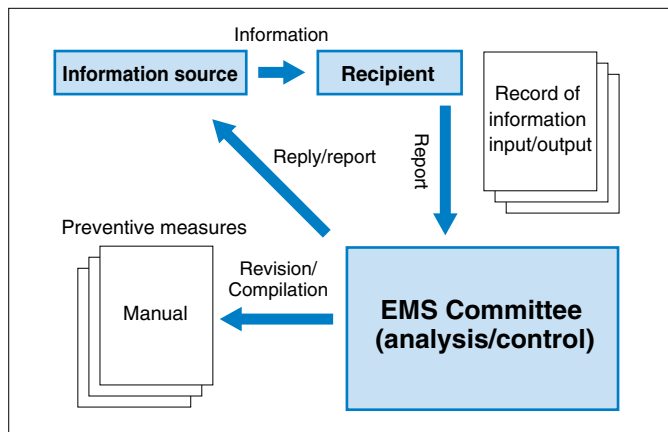 Information
Information source
Recipient
Record of
information
input/output
Reply/report
Report
Preventive measures
Revision/
Compilation
Manual
EMS Committee
(analysis/control)